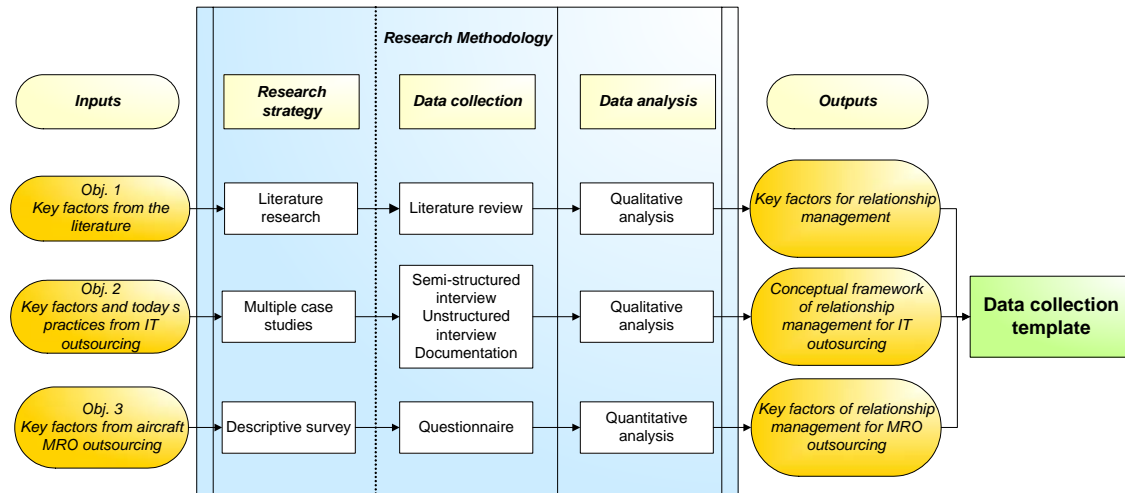 Research Methodology
Inputs
Research
strategy
Data collection
Data analysis
Outputs
Obj. 1
Key factors from the
literature
Literature
research
Literature review
Qualitative
analysis
Key factors for relationship
management
Obj. 2
Key factors and today s
practices from IT
outsourcing
Multiple case
studies
Semi-structured
interview
Unstructured
interview
Documentation
Qualitative
analysis
Conceptual framework
of relationship
management for IT
outosurcing
Data collection
template
Obj. 3
Key factors from aircraft
MRO outsourcing
Descriptive survey
Questionnaire
Quantitative
analysis
Key factors of relationship
management for MRO
outsourcing